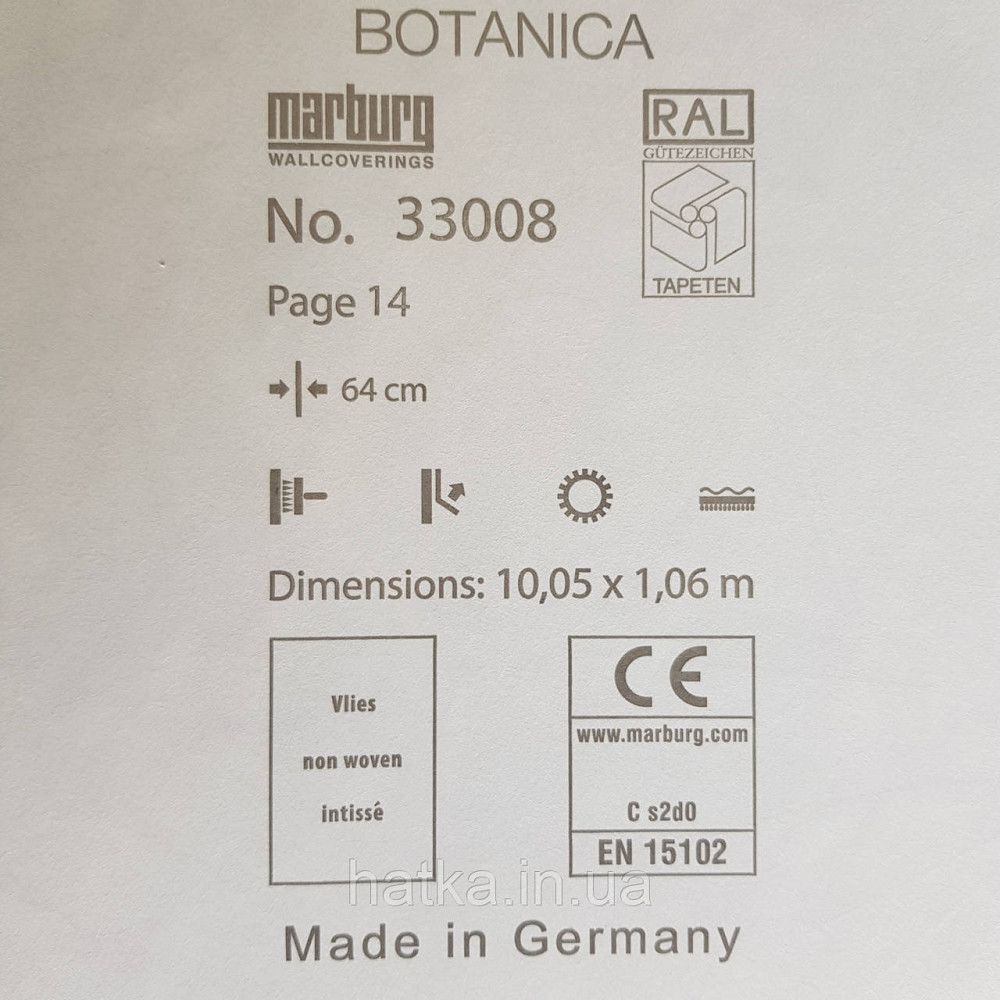 BOTANICA
marburg
WALLCOVERINGS
RAL
GÜTEZEICHEN
TAPETEN
No. 33008
Page 14
64 cm
Dimensions: 10,05 x 1,06 m
Vlies
non woven
intissé
CE
www.marburg.com
C s2d0
EN 15102
hatka.in.ua
Made in Germany